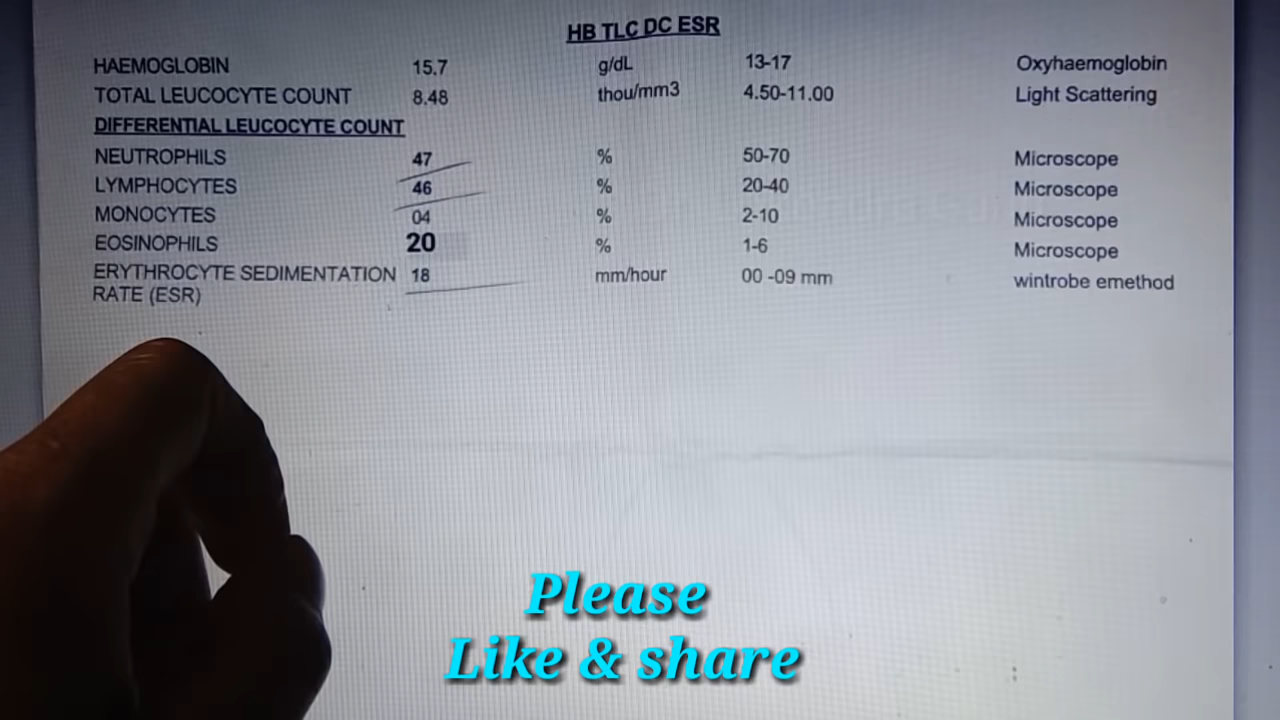 HB TLC DC ESR
HAEMOGLOBIN 15.7 g/dL 13-17 Oxyhaemoglobin
TOTAL LEUCOCYTE COUNT 8.48 thou/mm3 4.50-11.00 Light Scattering
DIFFERENTIAL LEUCOCYTE COUNT
NEUTROPHILS 47 % 50-70 Microscope
LYMPHOCYTES 46 % 20-40 Microscope
MONOCYTES 04 % 2-10 Microscope
EOSINOPHILS 20 % 1-6 Microscope
ERYTHROCYTE SEDIMENTATION 18 mm/hour 00 -09 mm wintrobe emethod
RATE (ESR)
Please
Like & share